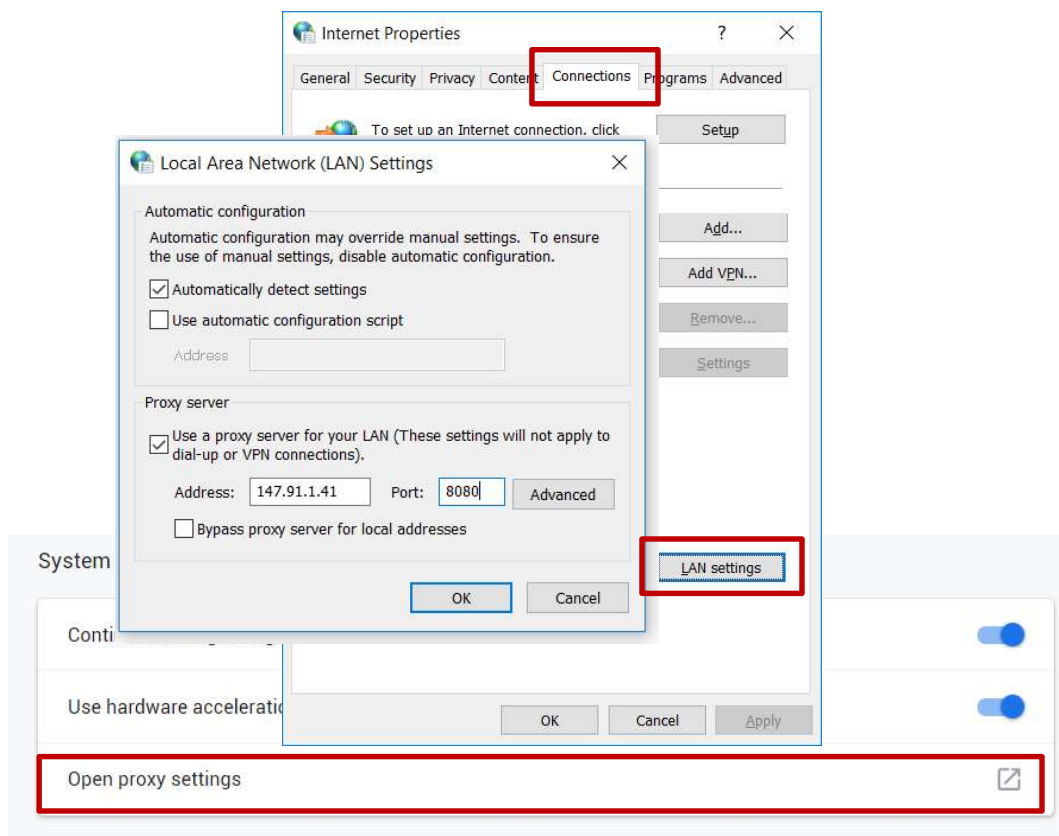 Internet Properties
?
General Security Privacy Content Connections Programs Advanced
To set up an Internet connection, click
Setup
Local Area Network (LAN) Settings
Automatic configuration
Automatic configuration may override manual settings. To ensure
the use of manual settings, disable automatic configuration.
Automatically detect settings
Use automatic configuration script
Address
Proxy server
Use a proxy server for your LAN (These settings will not apply to
dial-up or VPN connections).
Address: 147.91.1.41 Port: 8080 Advanced
Bypass proxy server for local addresses
OK Cancel
Add...
Add VPN...
Remove...
Settings
LAN settings
OK Cancel Apply
System
Conti
Use hardware acceleratio
Open proxy settings